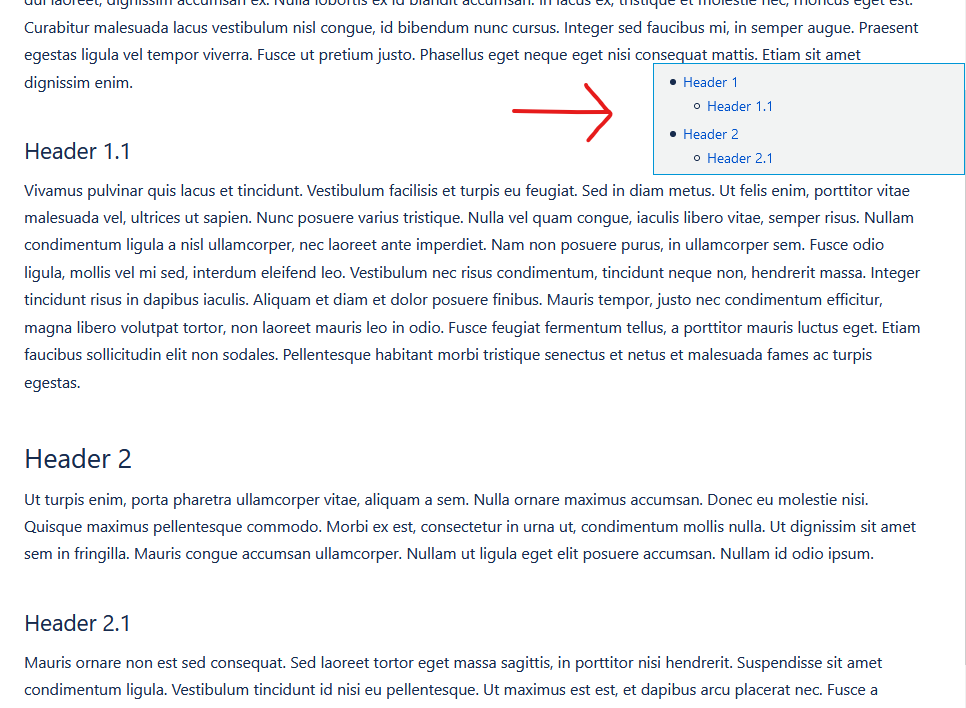 dui laoreet, dignissim accumsan ex. Nulla lobortis ex id blandit accumsan. In lacus ex, tristique et molestie nec, rhoncus eget est.
Curabitur malesuada lacus vestibulum nisl congue, id bibendum nunc cursus. Integer sed faucibus mi, in semper augue. Praesent
egestas ligula vel tempor viverra. Fusce ut pretium justo. Phasellus eget neque eget nisi consequat mattis. Etiam sit amet
dignissim enim.
Header 1
Header 1.1
Header 2
Header 2.1
Header 1.1
Vivamus pulvinar quis lacus et tincidunt. Vestibulum facilisis et turpis eu feugiat. Sed in diam metus. Ut felis enim, porttitor vitae
malesuada vel, ultrices ut sapien. Nunc posuere varius tristique. Nulla vel quam congue, iaculis libero vitae, semper risus. Nullam
condimentum ligula a nisl ullamcorper, nec laoreet ante imperdiet. Nam non posuere purus, in ullamcorper sem. Fusce odio
ligula, mollis vel mi sed, interdum eleifend leo. Vestibulum nec risus condimentum, tincidunt neque non, hendrerit massa. Integer
tincidunt risus in dapibus iaculis. Aliquam et diam et dolor posuere finibus. Mauris tempor, justo nec condimentum efficitur,
magna libero volutpat tortor, non laoreet mauris leo in odio. Fusce feugiat fermentum tellus, a porttitor mauris luctus eget. Etiam
faucibus sollicitudin elit non sodales. Pellentesque habitant morbi tristique senectus et netus et malesuada fames ac turpis
egestas.
Header 2
Ut turpis enim, porta pharetra ullamcorper vitae, aliquam a sem. Nulla ornare maximus accumsan. Donec eu molestie nisi.
Quisque maximus pellentesque commodo. Morbi ex est, consectetur in urna ut, condimentum mollis nulla. Ut dignissim sit amet
sem in fringilla. Mauris congue accumsan ullamcorper. Nullam ut ligula eget elit posuere accumsan. Nullam id odio ipsum.
Header 2.1
Mauris ornare non est sed consequat. Sed laoreet tortor eget massa sagittis, in porttitor nisi hendrerit. Suspendisse sit amet
condimentum ligula. Vestibulum tincidunt id nisi eu pellentesque. Ut maximus est est, et dapibus arcu placerat nec. Fusce a